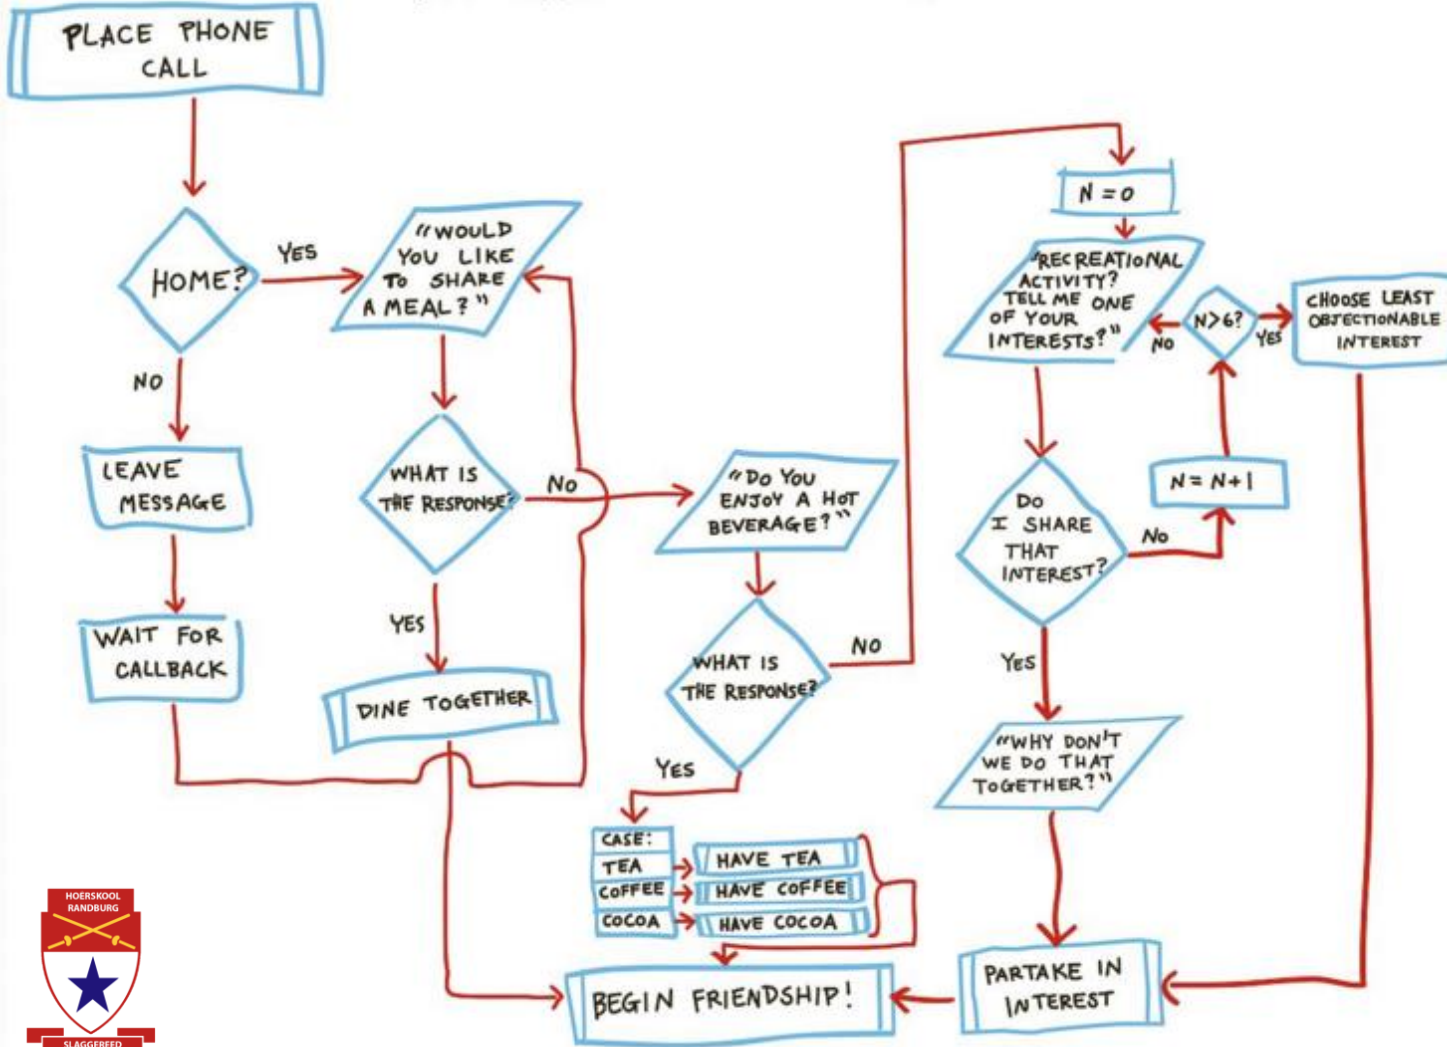 PLACE PHONE
CALL
HOME?
YES
NO
LEAVE
MESSAGE
WAIT FOR
CALLBACK
"WOULD
YOU LIKE
TO SHARE
A MEAL?"
WHAT IS
THE RESPONSE?
NO
YES
DINE TOGETHER
"DO YOU
ENJOY A HOT
BEVERAGE?"
WHAT IS
THE RESPONSE?
NO
YES
CASE:
TEA
HAVE TEA
COFFEE
HAVE COFFEE
COCOA
HAVE COCOA
N = 0
"RECREATIONAL
ACTIVITY?
TELL ME ONE
OF YOUR
INTERESTS?"
N>6?
NO
YES
CHOOSE LEAST
OBJECTIONABLE
INTEREST
N = N+1
DO
I SHARE
THAT
INTEREST?
NO
YES
"WHY DON'T
WE DO THAT
TOGETHER?"
PARTAKE IN
INTEREST
BEGIN FRIENDSHIP!
HOERSKOOL
RANDBURG
SLAGGEREED